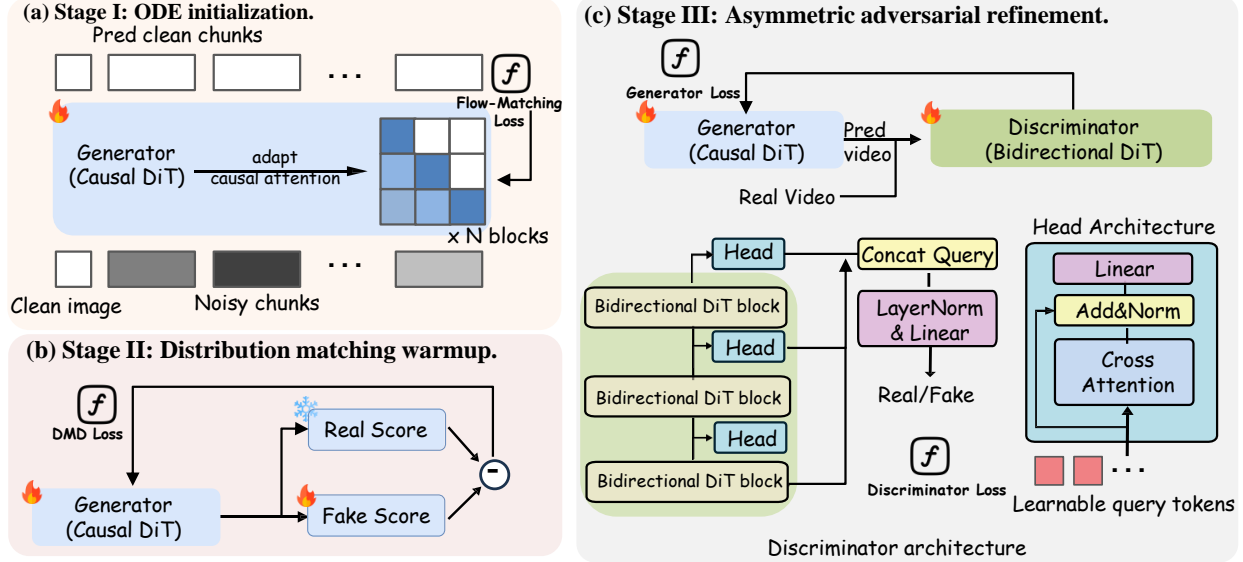 (a) Stage I: ODE initialization.
Pred clean chunks
...
f
Flow-Matching
Loss
Generator
(Causal DiT)
adapt
causal attention
x N blocks
...
Clean image
Noisy chunks
(b) Stage II: Distribution matching warmup.
f
DMD Loss
Real Score
-
Generator
(Causal DiT)
Fake Score
(c) Stage III: Asymmetric adversarial refinement.
f
Generator Loss
Generator
(Causal DiT)
Pred
video
Discriminator
(Bidirectional DiT)
Real Video
Head
Concat Query
Bidirectional DiT block
LayerNorm
& Linear
Head
Bidirectional DiT block
Real/Fake
Head
Bidirectional DiT block
f
Discriminator Loss
Head Architecture
Linear
Add&Norm
Cross
Attention
...
Learnable query tokens
Discriminator architecture